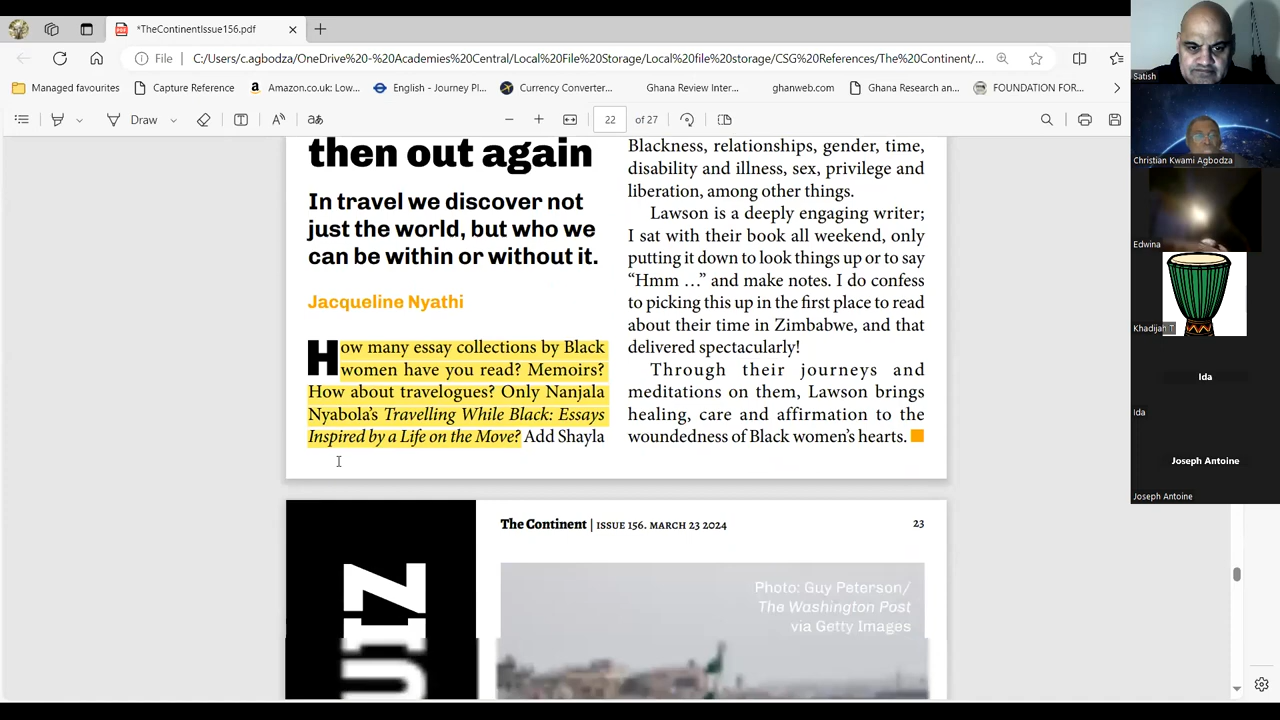 *TheContinentIssue156.pdf
File
C:/Users/c.agbodza/OneDrive%20-%20Academies%20Central/Local%20File%20Storage/Local%20file%20storage/CSG%20References/The%20Continent/...
Managed favourites
Capture Reference
Amazon.co.uk: Low...
English - Journey Pl...
Currency Converter...
Ghana Review Inter...
ghanweb.com
Ghana Research an...
FOUNDATION FOR...
Draw
22 of 27
then out again
In travel we discover not
just the world, but who we
can be within or without it.
Jacqueline Nyathi
How many essay collections by Black
women have you read? Memoirs?
How about travelogues? Only Nanjala
Nyabola's Travelling While Black: Essays
Inspired by a Life on the Move? Add Shayla
Blackness, relationships, gender, time,
disability and illness, sex, privilege and
liberation, among other things.
Lawson is a deeply engaging writer;
I sat with their book all weekend, only
putting it down to look things up or to say
“Hmm …” and make notes. I do confess
to picking this up in the first place to read
about their time in Zimbabwe, and that
delivered spectacularly!
Through their journeys and
meditations on them, Lawson brings
healing, care and affirmation to the
woundedness of Black women's hearts.
The Continent | ISSUE 156. MARCH 23 2024
23
UIZ
Photo: Guy Peterson/
The Washington Post
via Getty Images
Satish
Christian Kwami Agbodza
Edwina
Khadijah T
Ida
Ida
Joseph Antoine
Joseph Antoine